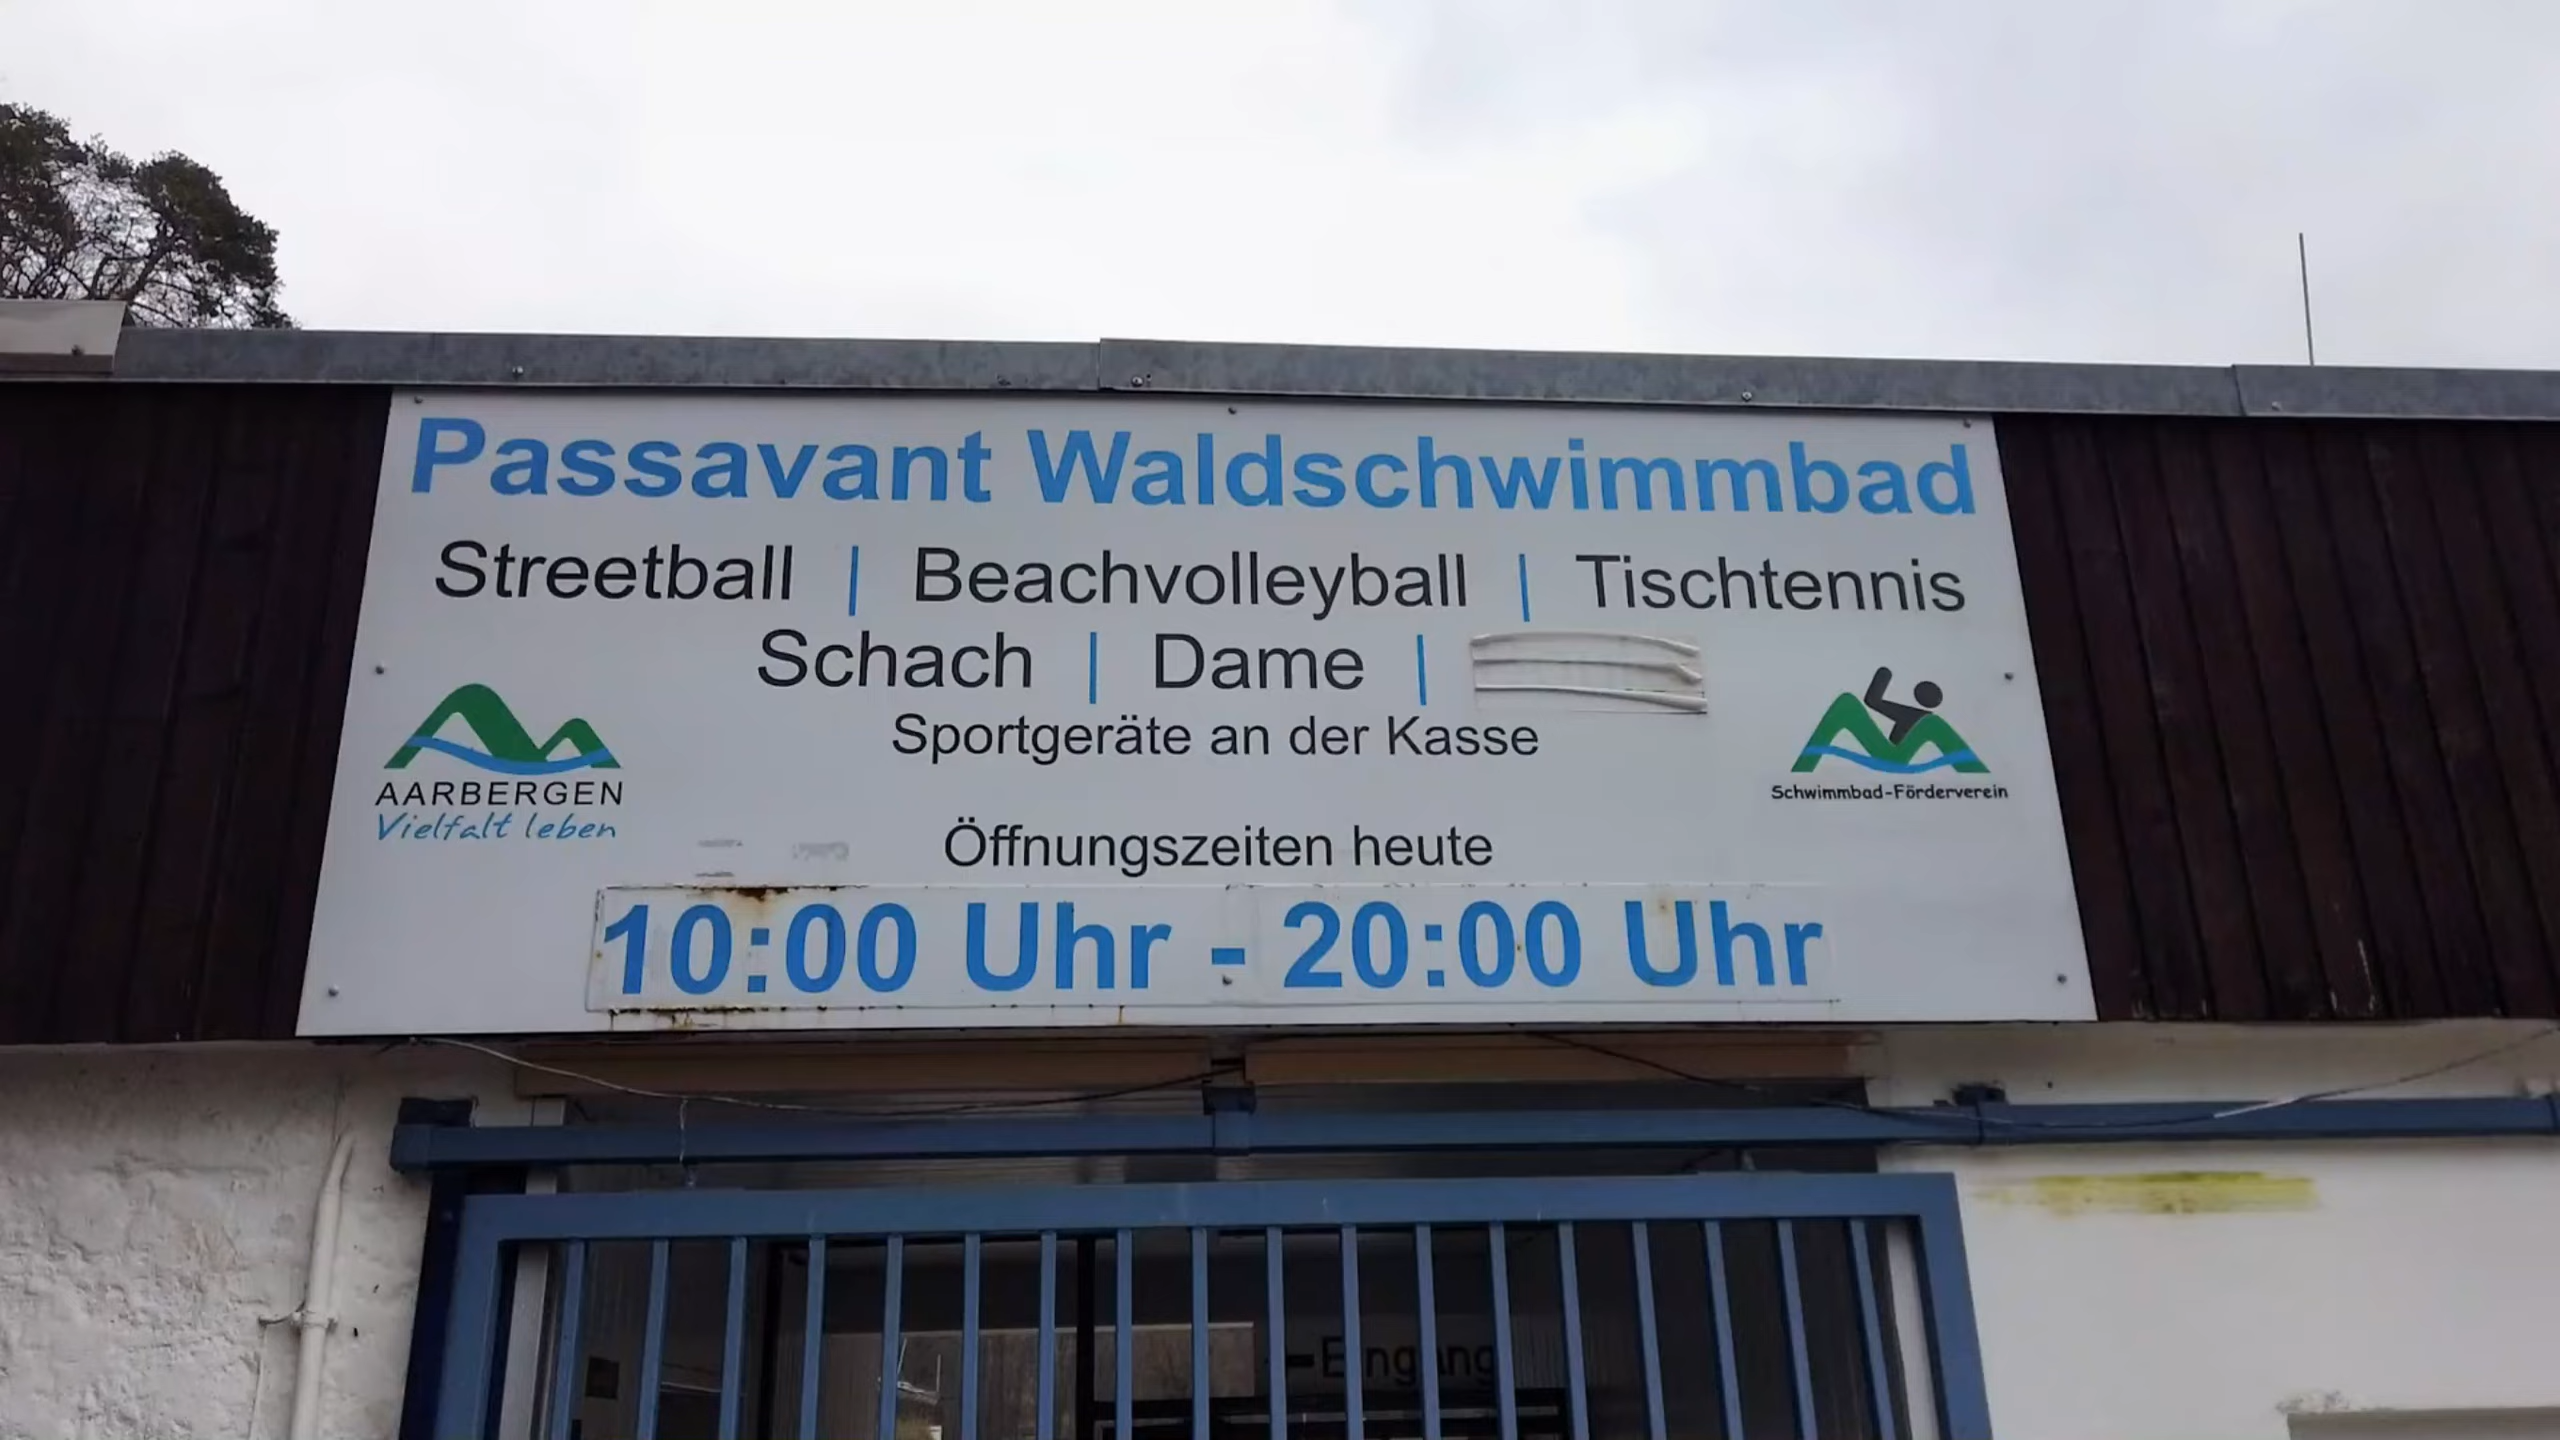 Passavant Waldschwimmbad
Streetball | Beachvolleyball | Tischtennis
Schach | Dame |
Sportgeräte an der Kasse
AARBERGEN
Vielfalt leben
Schwimmbad-Förderverein
Öffnungszeiten heute
10:00 Uhr - 20:00 Uhr
Eingang